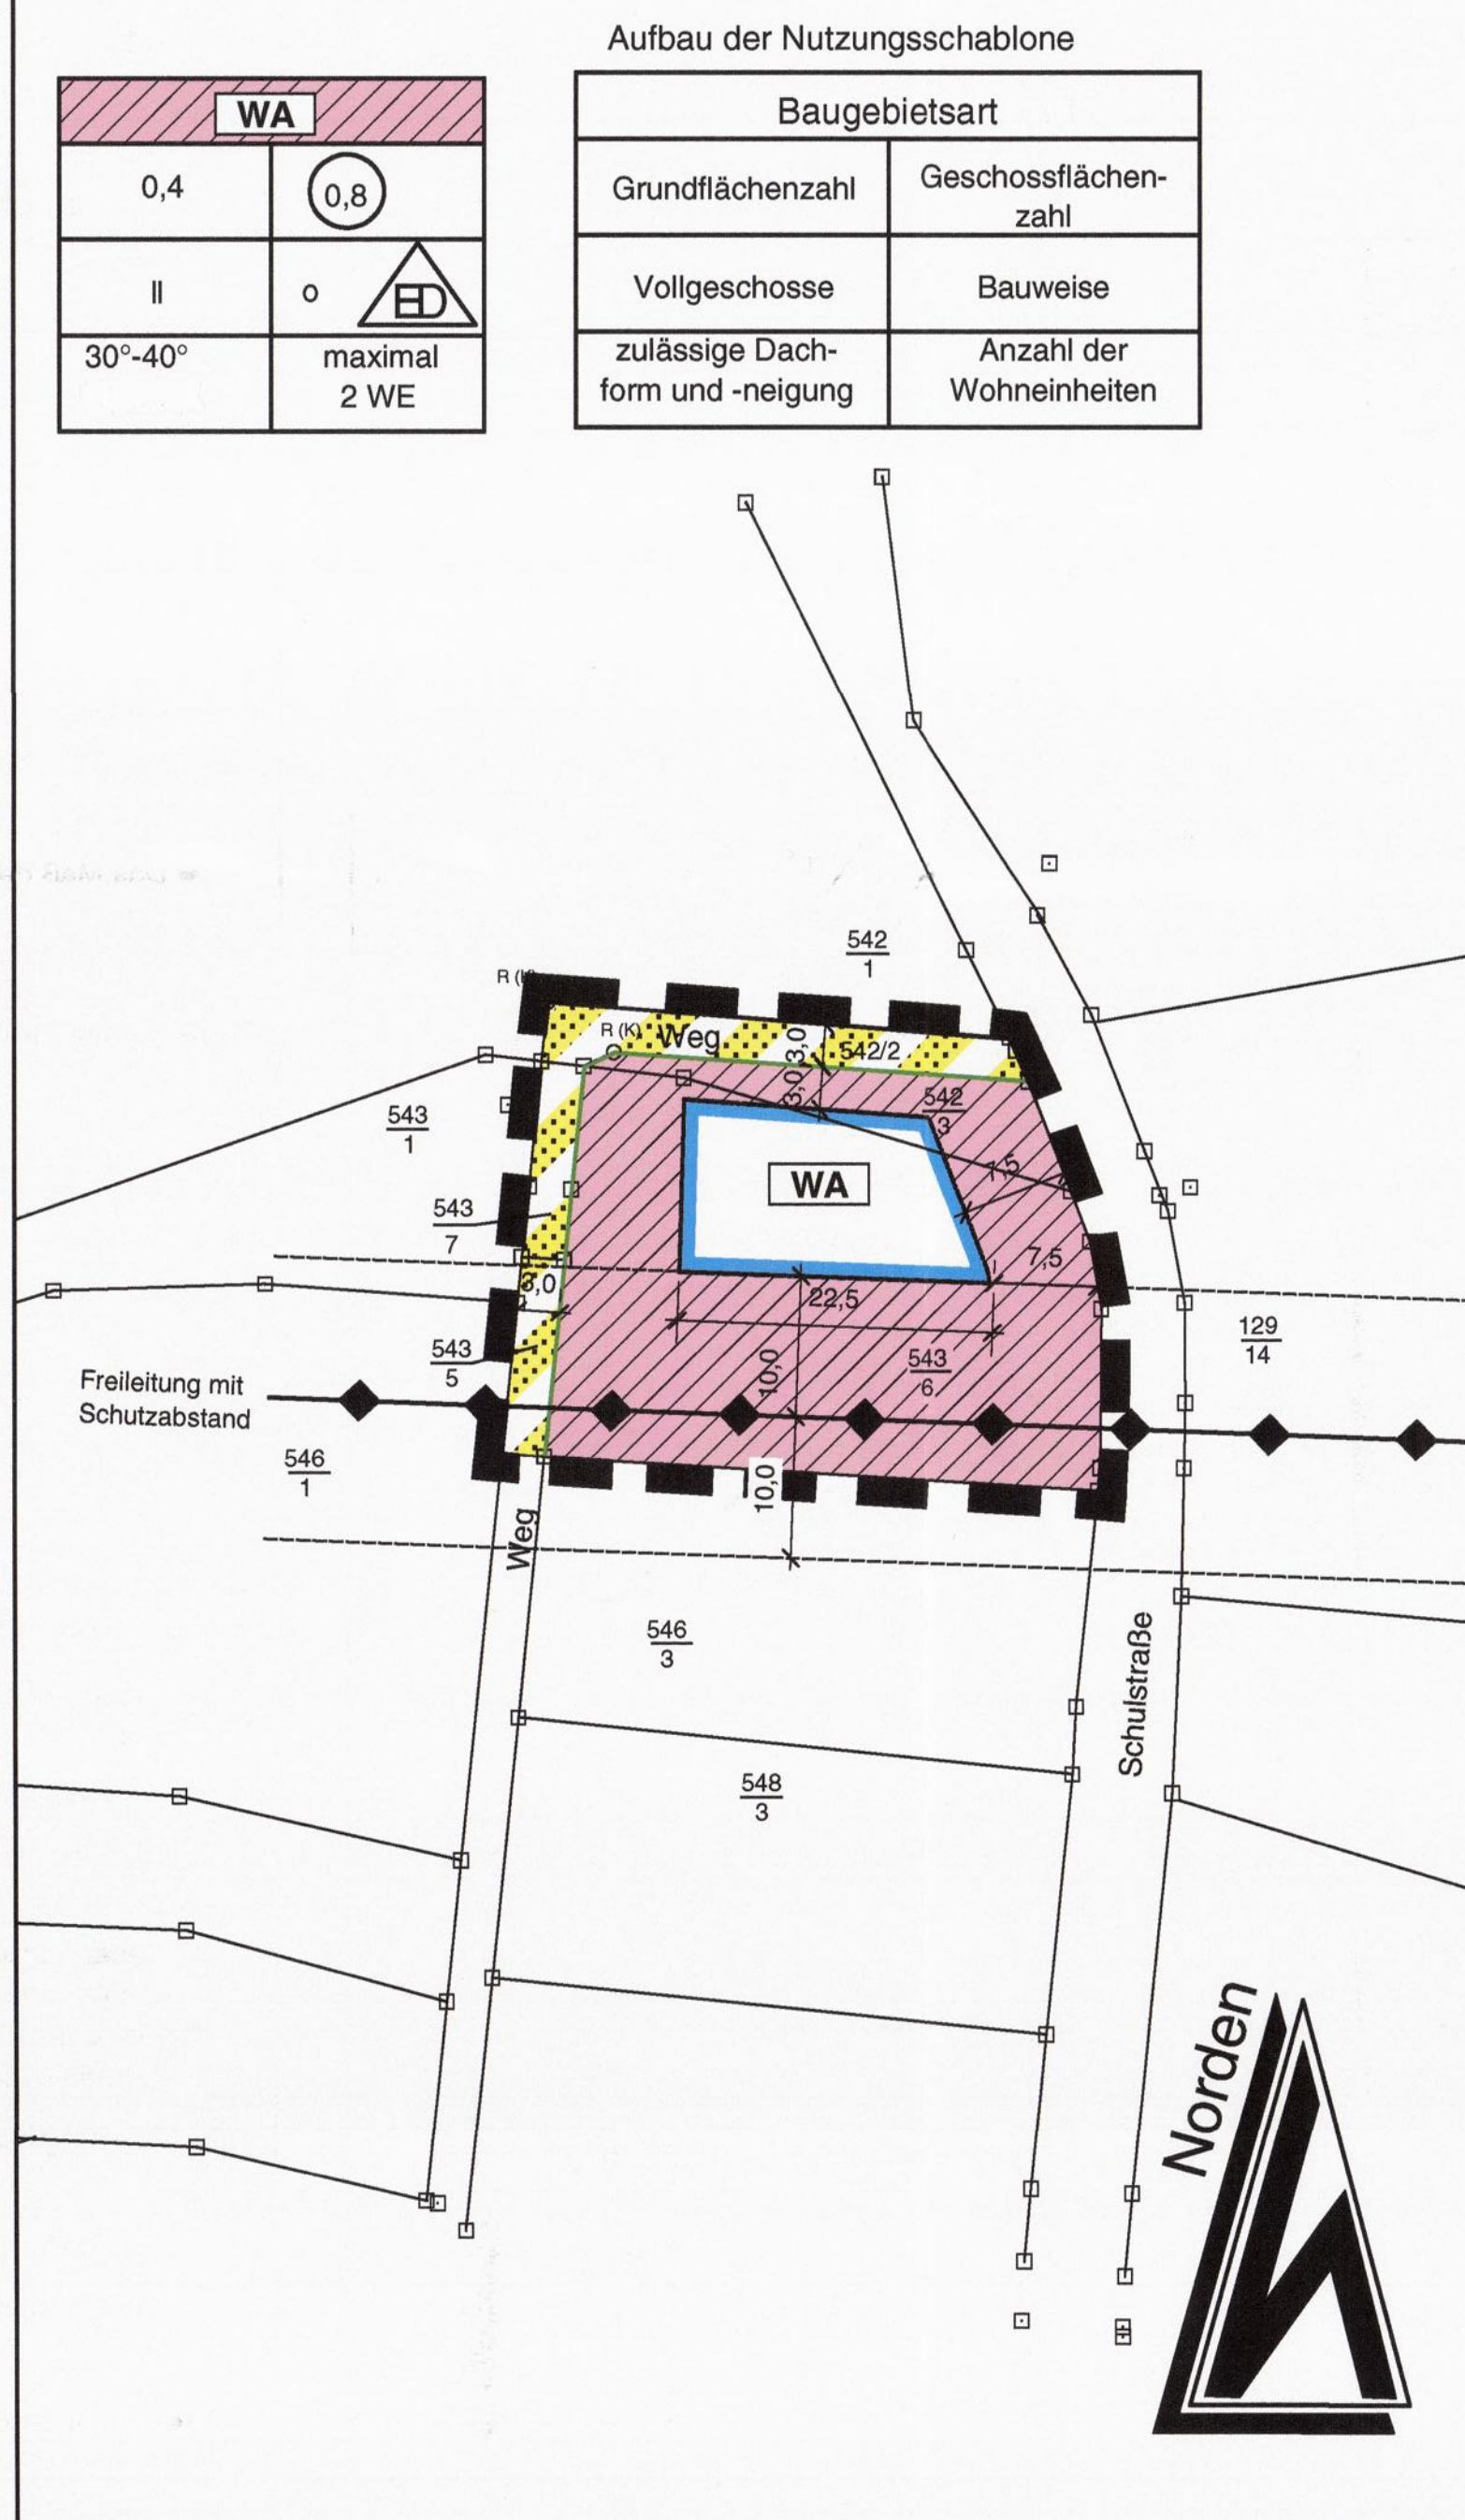 Aufbau der Nutzungsschablone
WA
0,4
0,8
II
o
ED
30°-40°
maximal
2 WE
Baugebietsart
Grundflächenzahl
Geschossflächen-
zahl
Vollgeschosse
Bauweise
zulässige Dach-
form und -neigung
Anzahl der
Wohneinheiten
542
1
R (K)
Weg
3,0
542/2
3,0
542
3
543
1
7,5
WA
543
7
7,5
3,0
22,5
129
14
543
5
10,0
543
6
Freileitung mit
Schutzabstand
546
1
10,0
Weg
546
3
Schulstraße
548
3
Norden